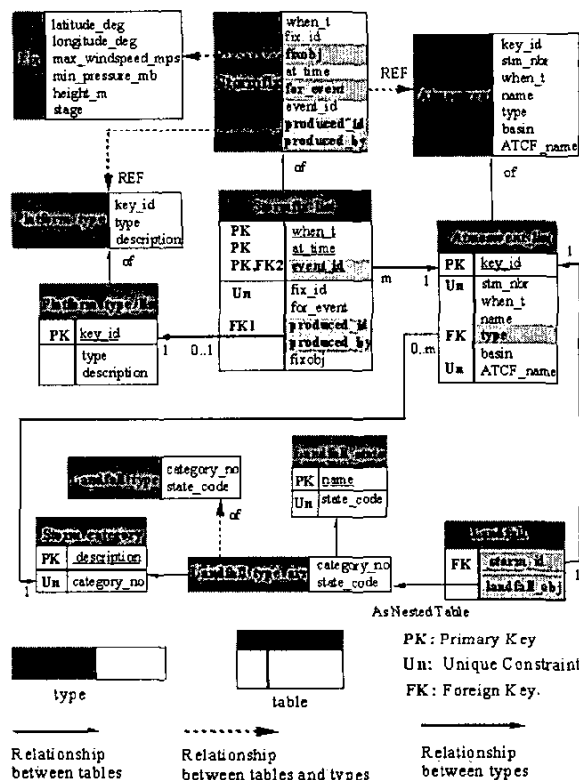 latitude_deg
longitude_deg
max_windspeed_mps
min_pressure_mb
height_m
stage
when_t
fix_id
fixobj
at_time
for_event
event_id
produced_id
produced_by
REF
key_id
stm_nbr
when_t
name
type
basin
ATCF_name
REF
of
of
key_id
type
description
of
PK when_t
PK at_time
PK,FK2 event_id
Un fix_id
for_event
FK1 produced_id
produced_by
fixobj
m
1
1
PK key_id
Un stm_nbr
when_t
name
FK type
basin
Un ATCF_name
PK key_id
type
description
1
0..1
0..m
category_no
state_code
of
PK name
Un state_code
PK description
Un category_no
1
category_no
state_code
FK storm_id
landfall_obj
1
AsNestedTable
PK: Primary Key
Un: Unique Constraint
FK: Foreign Key.
type
table
Relationship
between tables
Relationship
between tables and types
Relationship
between types